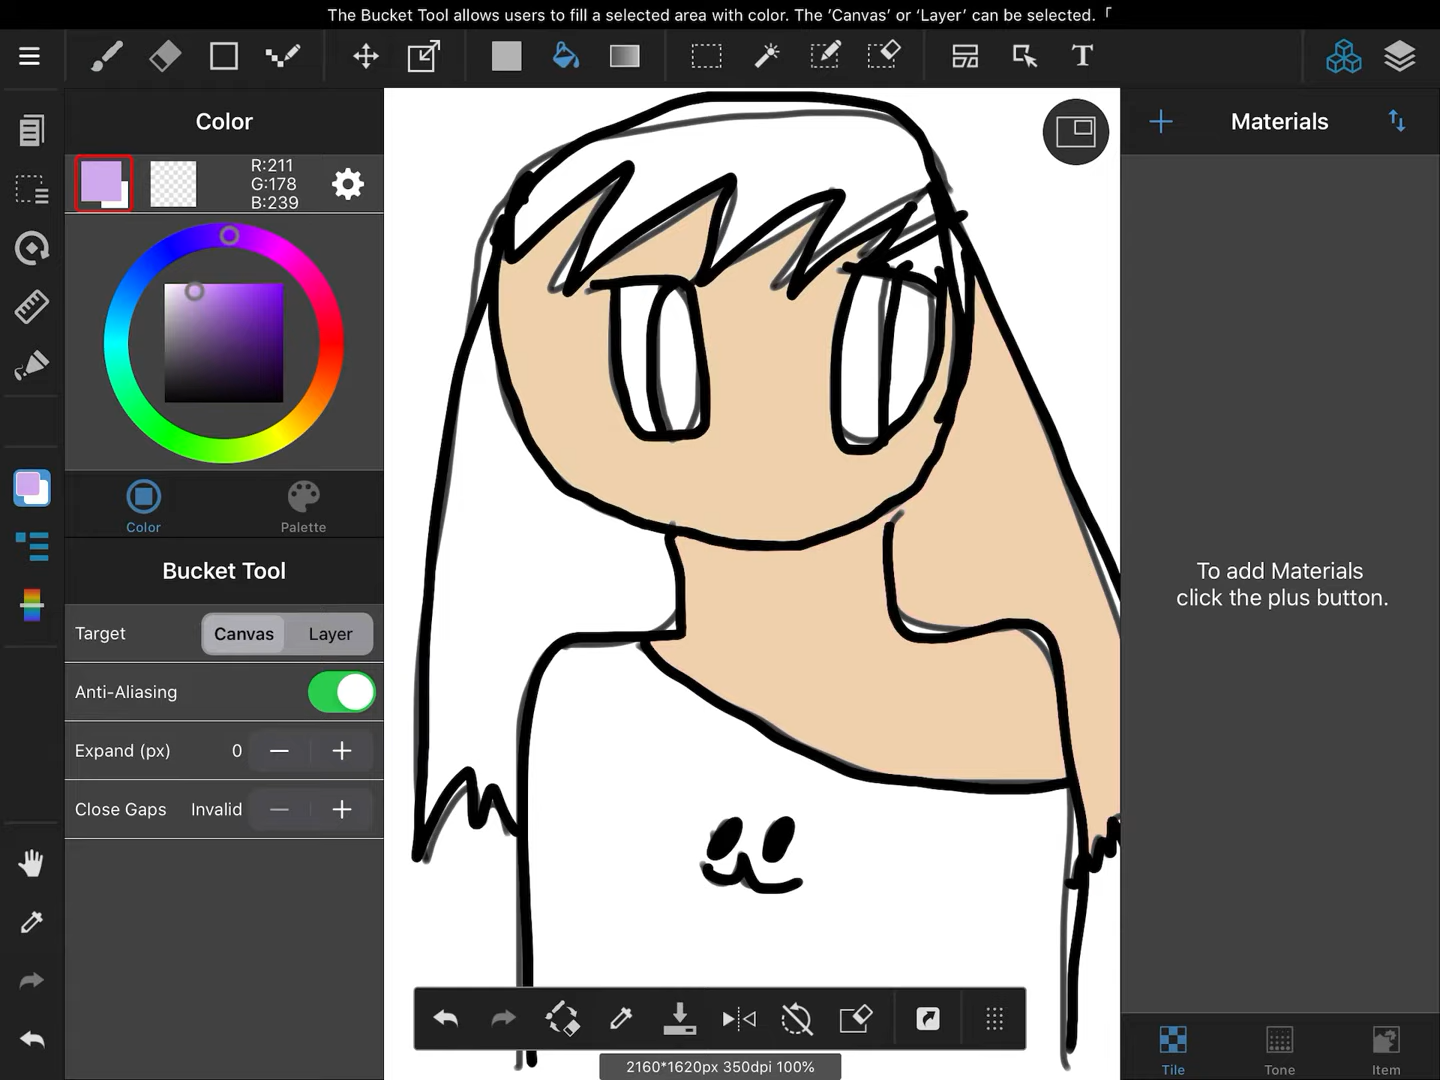 The Bucket Tool allows users to fill a selected area with color. The 'Canvas' or 'Layer' can be selected. 「
T
Color
R:211
G:178
B:239
Color
Palette
Bucket Tool
Target
Canvas
Layer
Anti-Aliasing
Expand (px)
0
Close Gaps
Invalid
Materials
To add Materials
click the plus button.
Tile
Tone
Item
2160*1620px 350dpi 100%